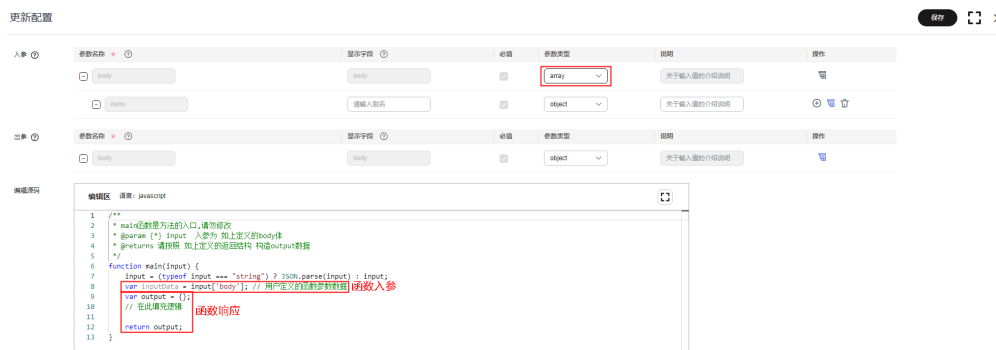 更新配置
保存
入参
参数名称 * 显示字段 必填 参数类型 说明 操作
body body array 关于输入值的介绍说明
items 请输入别名 object 关于输入值的介绍说明
出参
参数名称 * 显示字段 必填 参数类型 说明 操作
body body object 关于输入值的介绍说明
编辑源码
编辑区 语言：javascript
1 /**
2 * main函数是方法的入口,请勿修改
3 * @param {*} input 入参为 如上定义的body体
4 * @returns 请按照 如上定义的返回结构 构造output数据
5 */
6 function main(input) {
7 input = (typeof input === "string") ? JSON.parse(input) : input;
8 var inputData = input['body']; // 用户定义的函数参数数据 函数入参
9 var output = {};
10 // 在此填充逻辑
函数响应
11
12 return output;
13 }